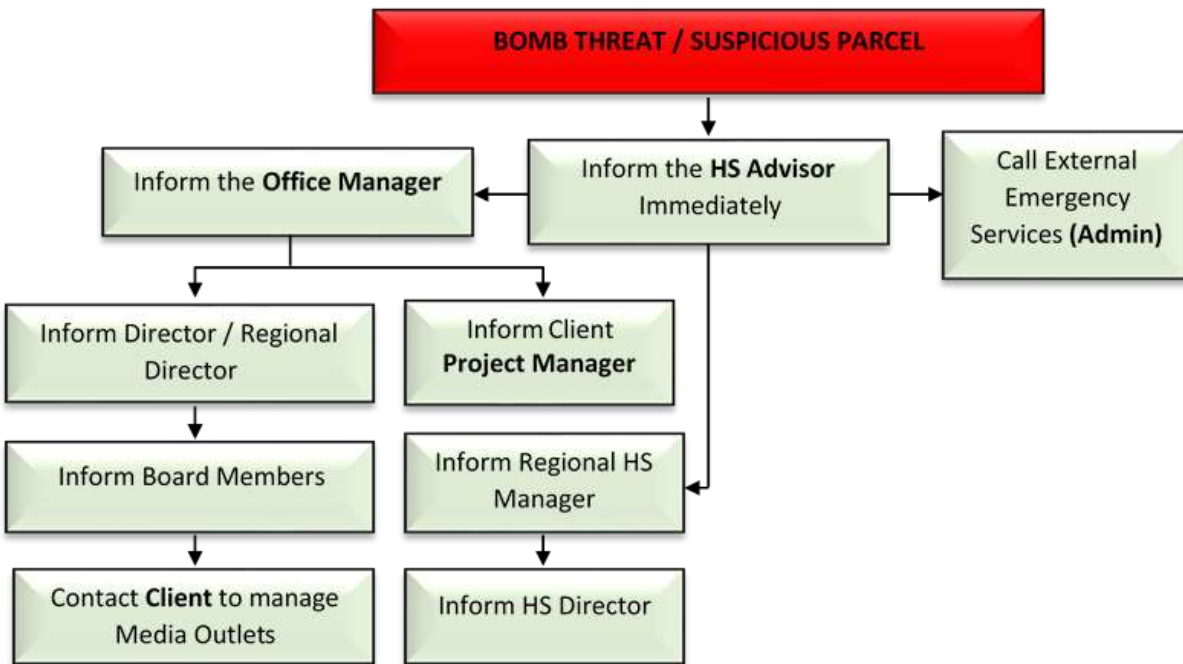 BOMB THREAT / SUSPICIOUS PARCEL
Inform the Office Manager
Inform the HS Advisor
Immediately
Call External
Emergency
Services (Admin)
Inform Director / Regional
Director
Inform Client
Project Manager
Inform Board Members
Inform Regional HS
Manager
Contact Client to manage
Media Outlets
Inform HS Director